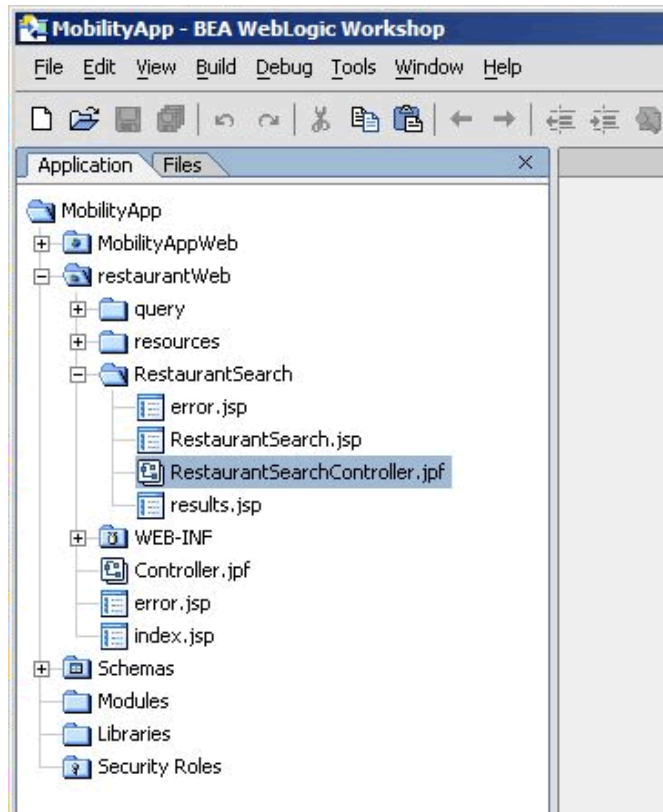 MobilityApp - BEA WebLogic Workshop
File Edit View Build Debug Tools Window Help
Application Files
MobilityApp
MobilityAppWeb
restaurantWeb
query
resources
RestaurantSearch
error.jsp
RestaurantSearch.jsp
RestaurantSearchController.jpf
results.jsp
WEB-INF
Controller.jpf
error.jsp
index.jsp
Schemas
Modules
Libraries
Security Roles